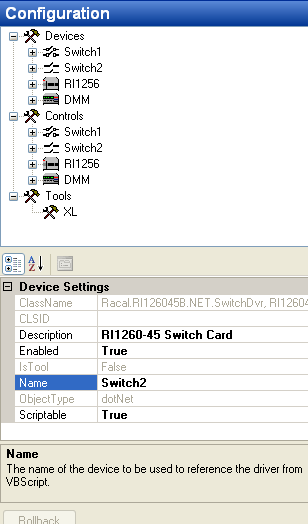 Configuration
Devices
Switch1
Switch2
RI1256
DMM
Controls
Switch1
Switch2
RI1256
DMM
Tools
XL
Device Settings
ClassName Racal.RI126045B.NET.SwitchDvr, RI1260
CLSID
Description RI1260-45 Switch Card
Enabled True
IsTool False
Name Switch2
ObjectType dotNet
Scriptable True
Name
The name of the device to be used to reference the driver from
VBScript.
Rollback